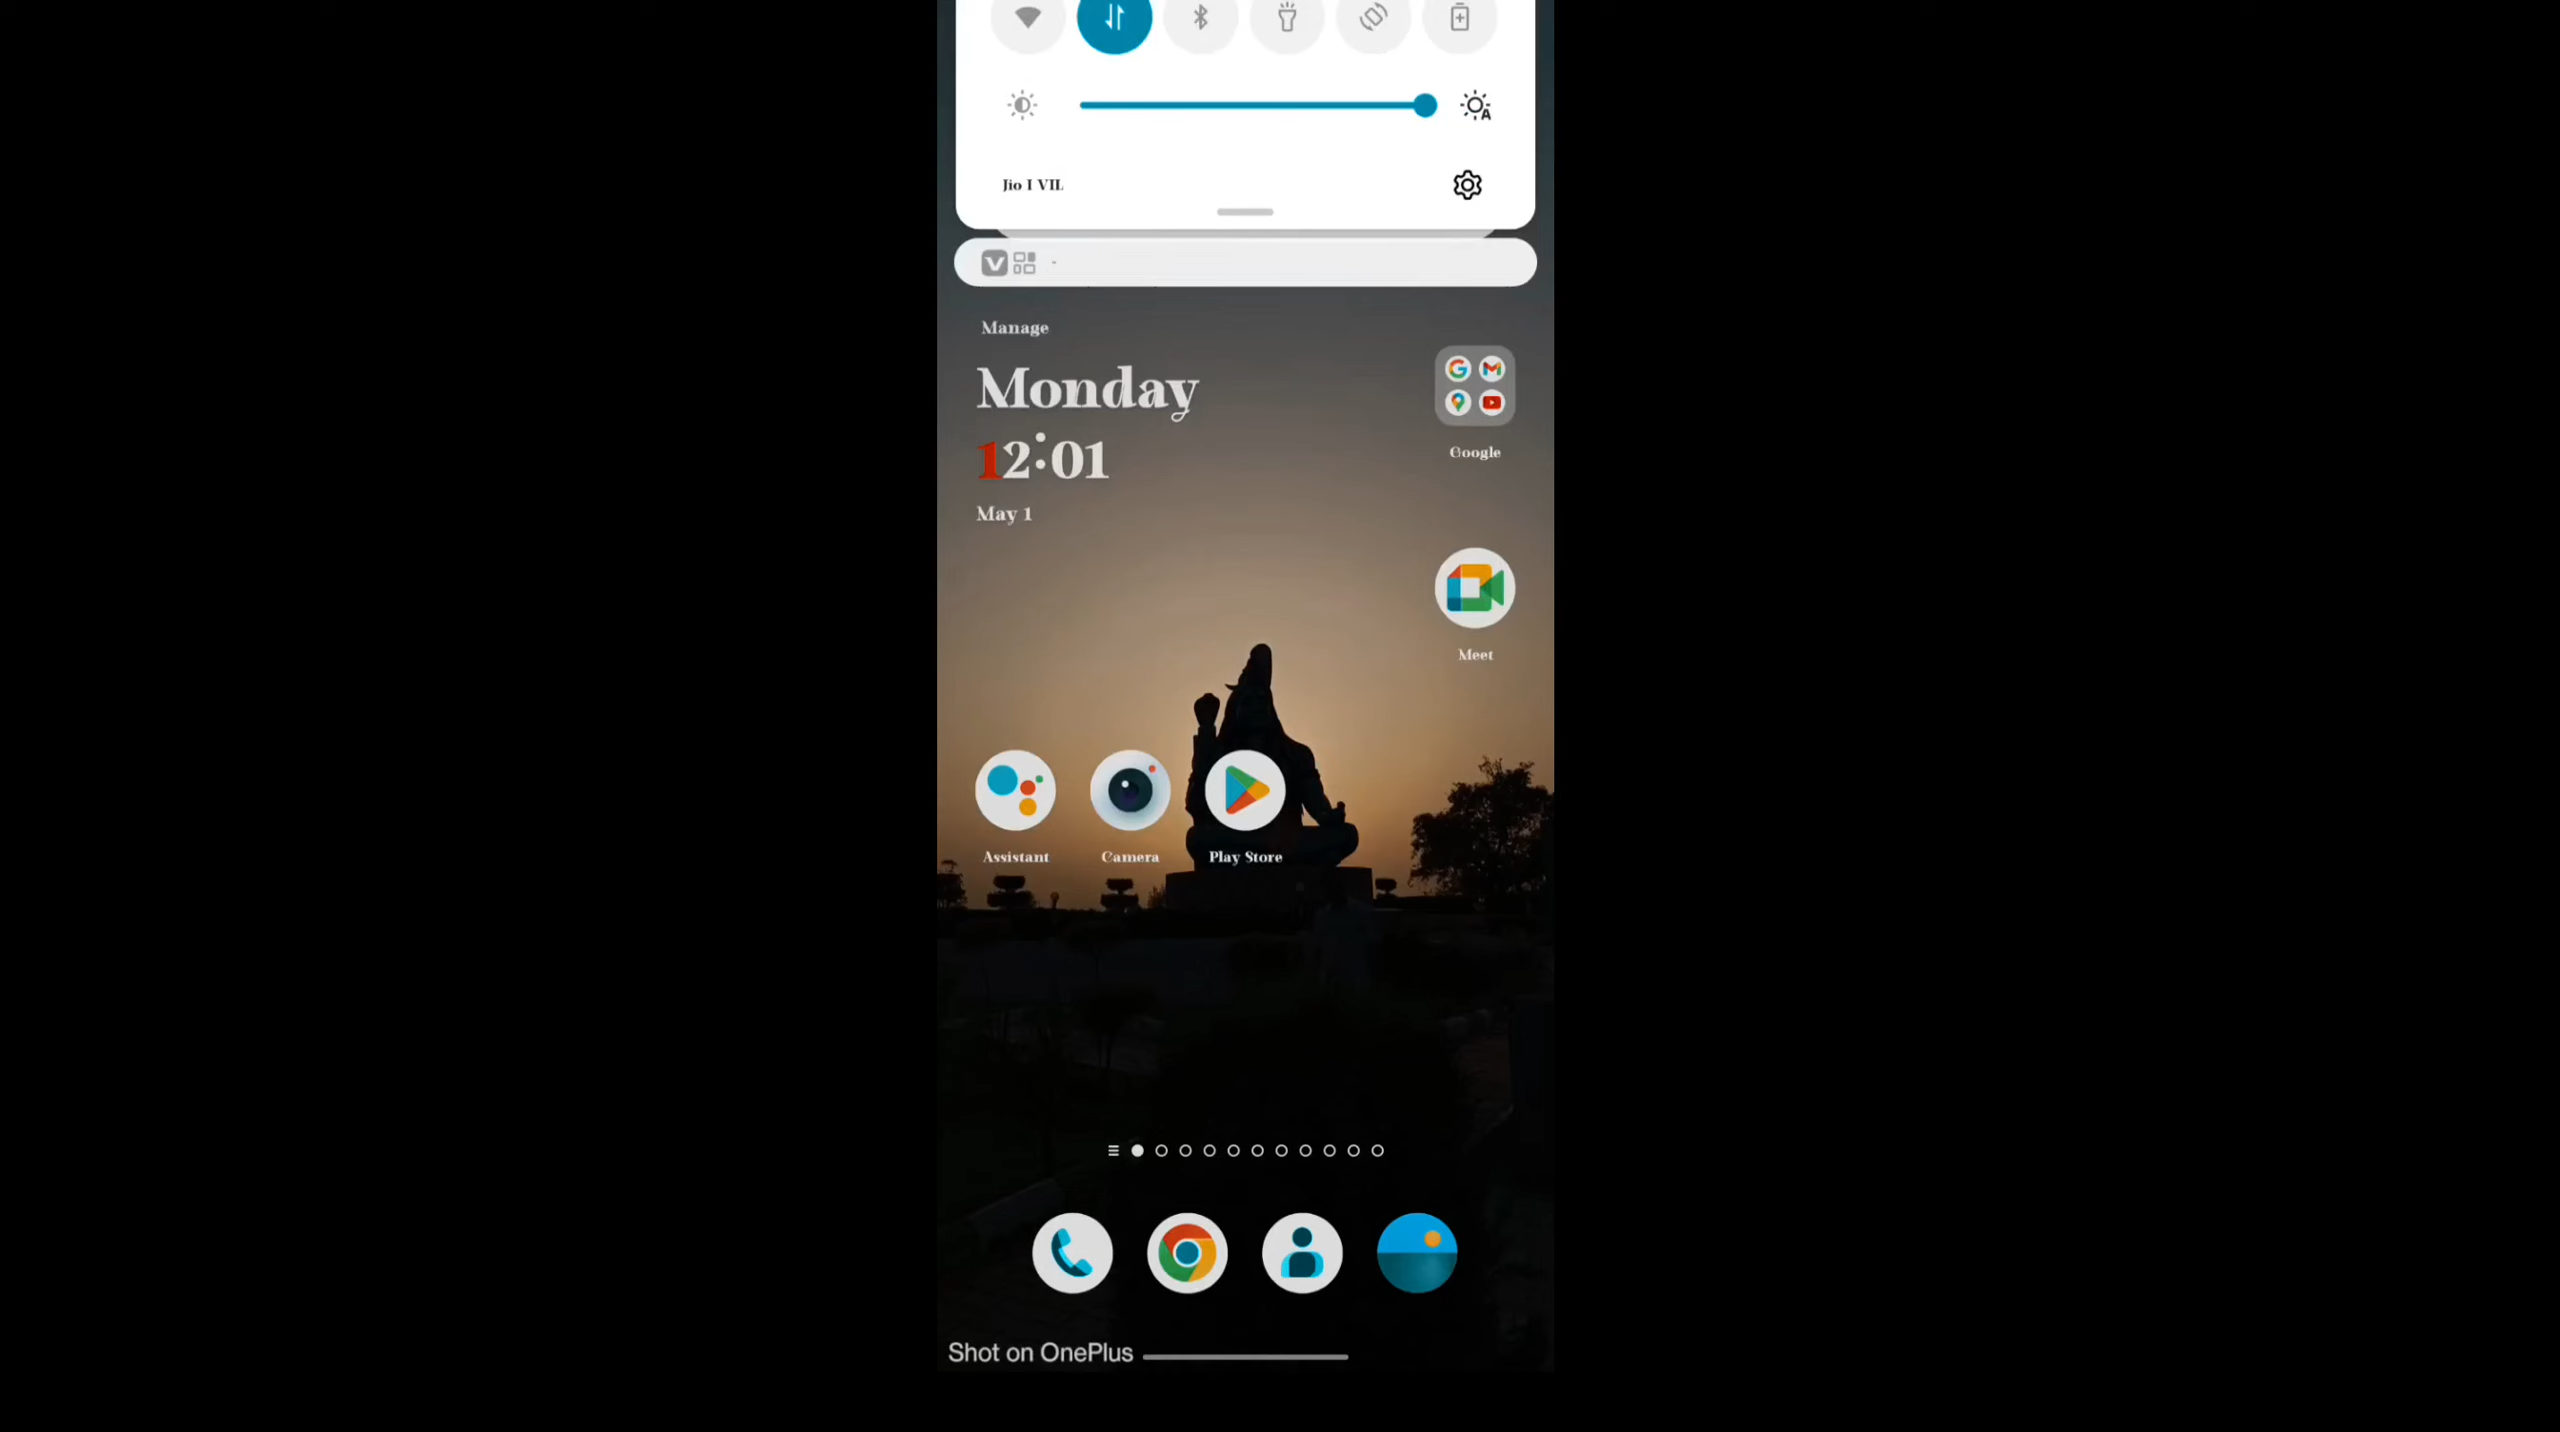 Jio I VIL
Manage
Monday
12:01
May 1
Google
Meet
Assistant
Camera
Play Store
Shot on OnePlus